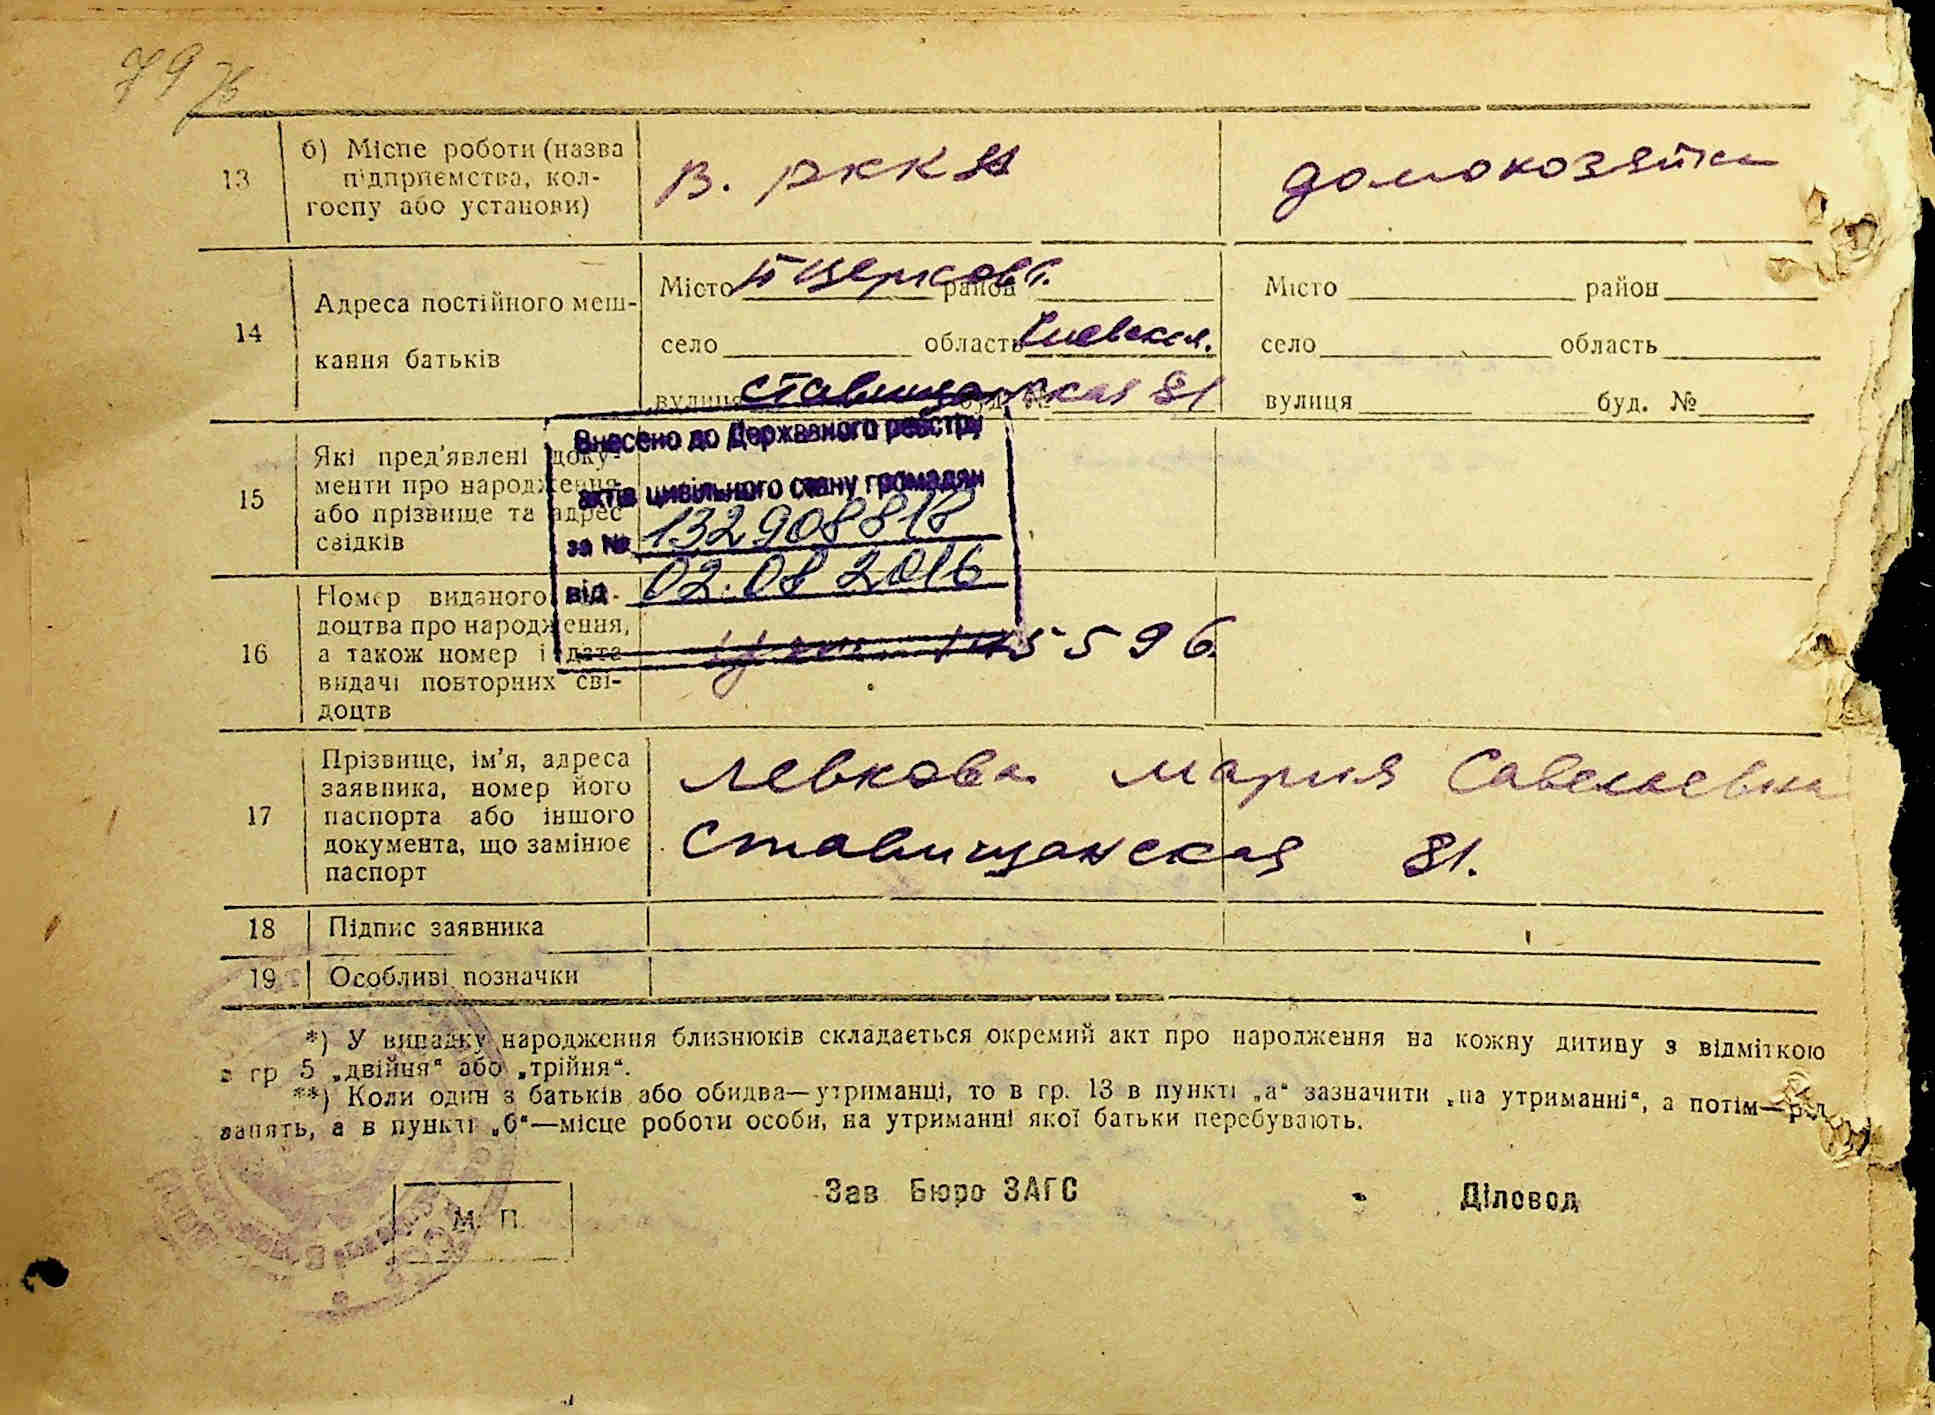 79
13
б) Місце роботи (назва
підприємства, кол-
госпу або установи)
В. РККА
домохозяйка
14
Адреса постійного меш-
кання батьків
Місто Б Церковь район
село область Киевская.
вулиця Ставищанская 81 буд. №
Місто район
село область
вулиця буд. №
15
Які пред'явлені доку-
менти про народження
або прізвище та адрес
свідків
Внесено до Державного реєстру
актів цивільного стану громадян
за № 132908818
від 02.08 2016
16
Номер виданого сві-
доцтва про народження,
а також номер і дата
видачі повторних сві-
доцтв
145596
17
Прізвище, ім'я, адреса
заявника, номер його
паспорта або іншого
документа, що замінює
паспорт
Левкова Мария Савельевна
Ставищанская 81.
18
Підпис заявника
19
Особливі позначки
*) У випадку народження близнюків складається окремий акт про народження на кожну дитину з відміткою
в гр 5 „двійня“ або „трійня“.
**) Коли один з батьків або обидва—утриманці, то в гр. 13 в пункті „а“ зазначити „на утриманні“, а потім—рід
занять, а в пункті „б“—місце роботи особи, на утриманні якої батьки перебувають.
М. П.
Зав Бюро ЗАГС
Діловод